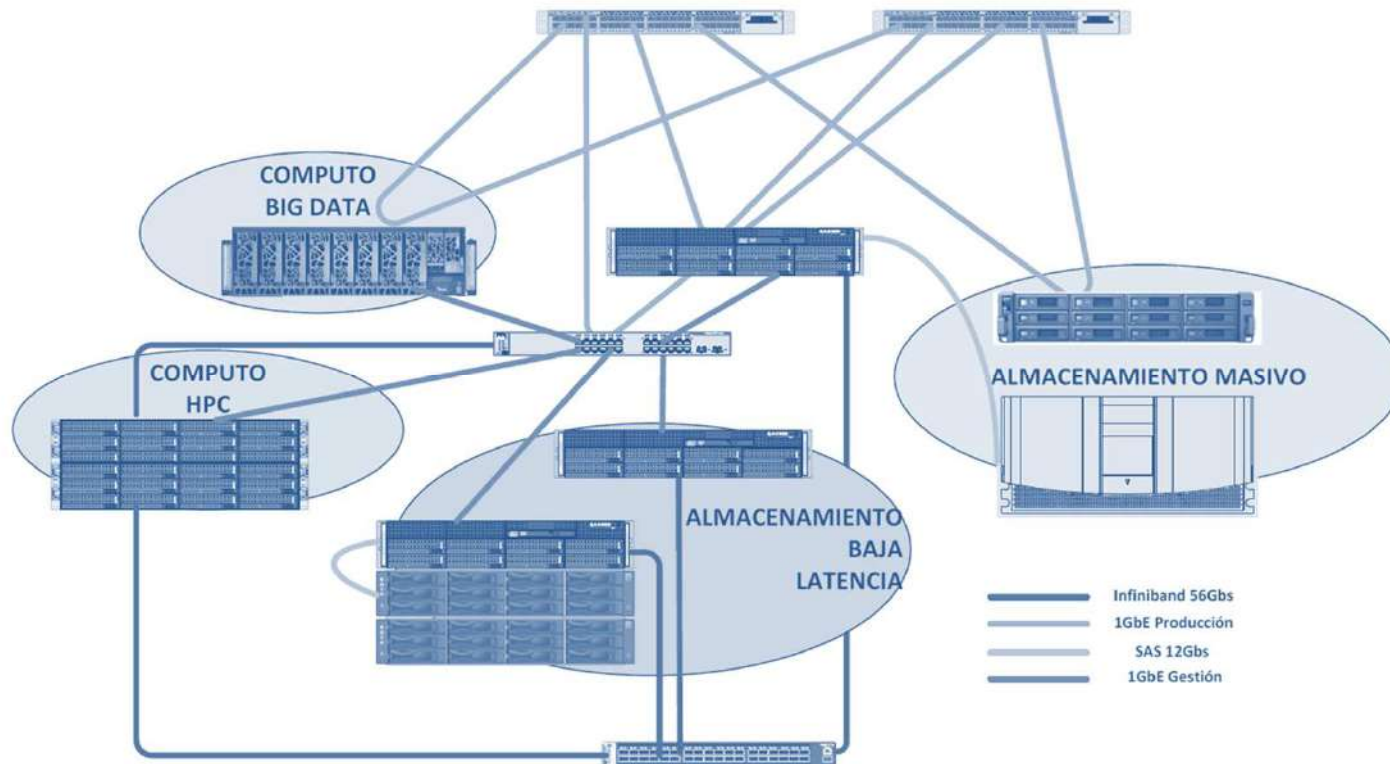 COMPUTO
BIG DATA
COMPUTO
HPC
ALMACENAMIENTO MASIVO
ALMACENAMIENTO
BAJA
LATENCIA
Infiniband 56Gbs
1GbE Producción
SAS 12Gbs
1GbE Gestión